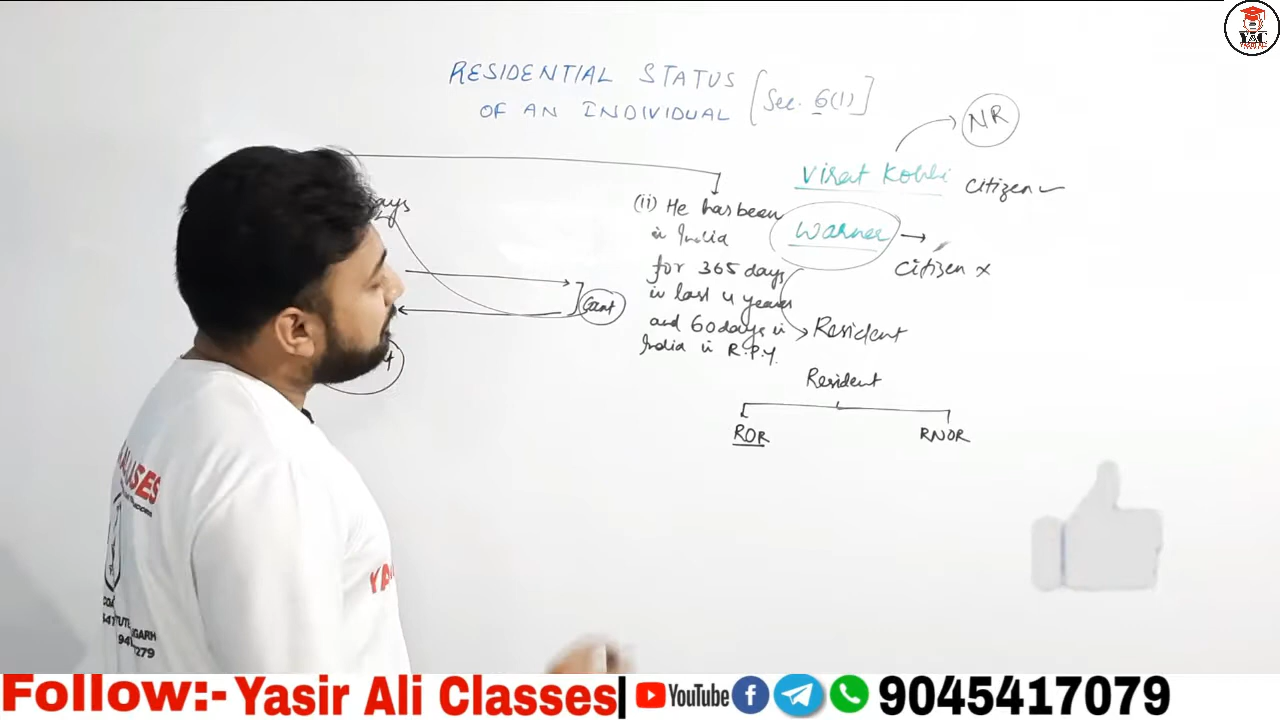 RESIDENTIAL STATUS
OF AN INDIVIDUAL [Sec. 6(1)]
NR
Virat Kohli
Citizen ✓
(ii) He has been
in India
for 365 days
in last 4 years
and 60 days in
India in R.P.Y.
Warner →
Citizen x
Resident
Resident
ROR
RNOR
Follow:- Yasir Ali Classes| YouTube 9045417079